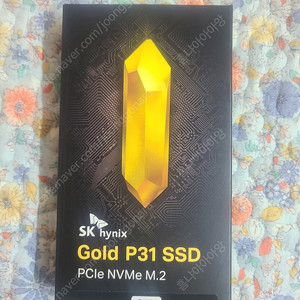 SK hynix
Gold P31 SSD
PCIe NVMe M.2